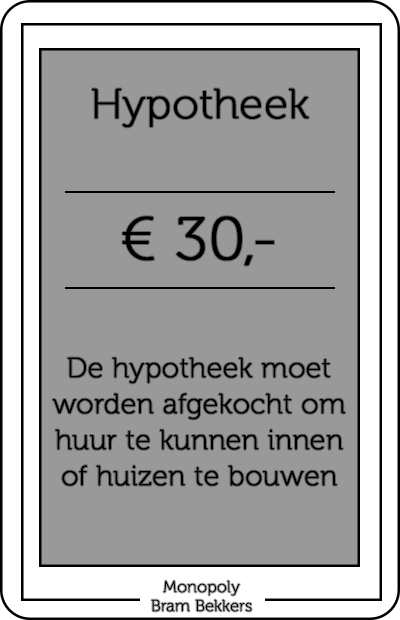 Hypotheek
€ 30,-
De hypotheek moet
worden afgekocht om
huur te kunnen innen
of huizen te bouwen
Monopoly
Bram Bekkers